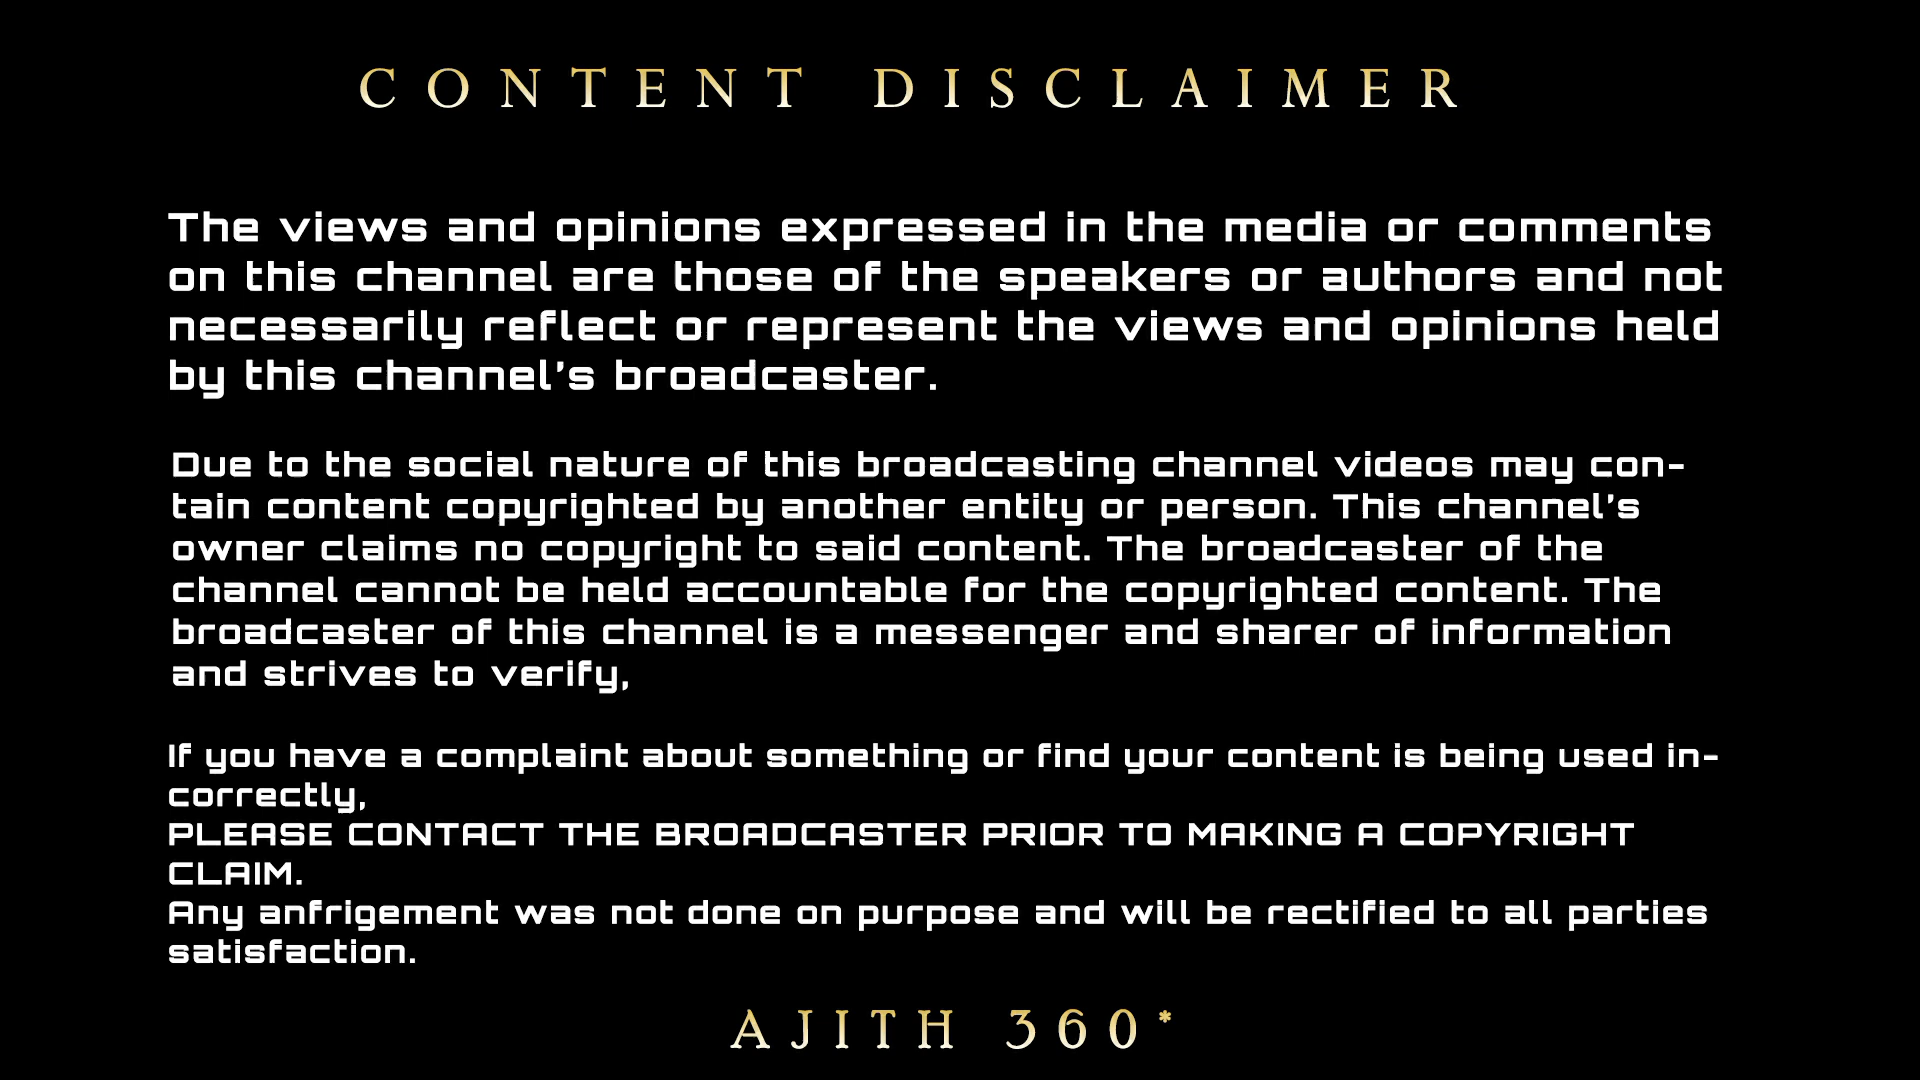 CONTENT DISCLAIMER
The views and opinions expressed in the media or comments
on this channel are those of the speakers or authors and not
necessarily reflect or represent the views and opinions held
by this channel's broadcaster.
Due to the social nature of this broadcasting channel videos may con-
tain content copyrighted by another entity or person. This channel's
owner claims no copyright to said content. The broadcaster of the
channel cannot be held accountable for the copyrighted content. The
broadcaster of this channel is a messenger and sharer of information
and strives to verify,
If you have a complaint about something or find your content is being used in-
correctly,
PLEASE CONTACT THE BROADCASTER PRIOR TO MAKING A COPYRIGHT
CLAIM.
Any anfrigement was not done on purpose and will be rectified to all parties
satisfaction.
AJITH 360*